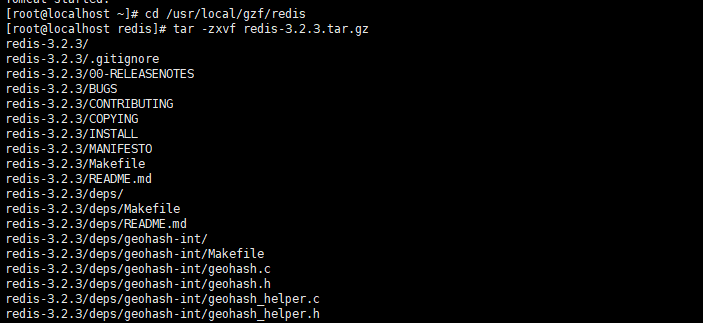 Tomcat started.
[root@localhost ~]# cd /usr/local/gzf/redis
[root@localhost redis]# tar -zxvf redis-3.2.3.tar.gz
redis-3.2.3/
redis-3.2.3/.gitignore
redis-3.2.3/00-RELEASENOTES
redis-3.2.3/BUGS
redis-3.2.3/CONTRIBUTING
redis-3.2.3/COPYING
redis-3.2.3/INSTALL
redis-3.2.3/MANIFESTO
redis-3.2.3/Makefile
redis-3.2.3/README.md
redis-3.2.3/deps/
redis-3.2.3/deps/Makefile
redis-3.2.3/deps/README.md
redis-3.2.3/deps/geohash-int/
redis-3.2.3/deps/geohash-int/Makefile
redis-3.2.3/deps/geohash-int/geohash.c
redis-3.2.3/deps/geohash-int/geohash.h
redis-3.2.3/deps/geohash-int/geohash_helper.c
redis-3.2.3/deps/geohash-int/geohash_helper.h